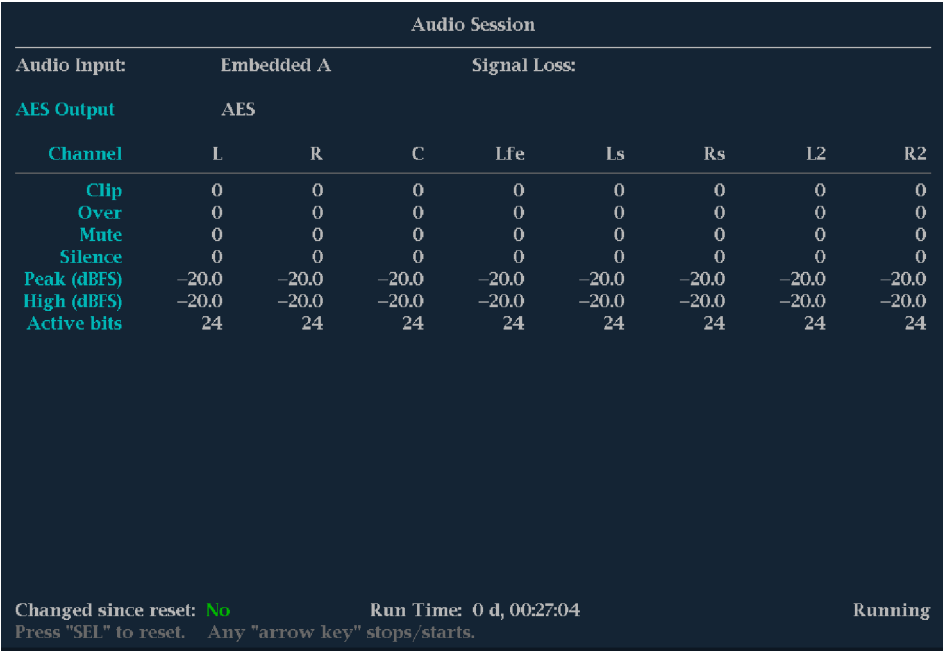 Audio Session
Audio Input: Embedded A Signal Loss:
AES Output AES
Channel L R C Lfe Ls Rs L2 R2
Clip 0 0 0 0 0 0 0 0
Over 0 0 0 0 0 0 0 0
Mute 0 0 0 0 0 0 0 0
Silence 0 0 0 0 0 0 0 0
Peak (dBFS) −20.0 −20.0 −20.0 −20.0 −20.0 −20.0 −20.0 −20.0
High (dBFS) −20.0 −20.0 −20.0 −20.0 −20.0 −20.0 −20.0 −20.0
Active bits 24 24 24 24 24 24 24 24
Changed since reset: No Run Time: 0 d, 00:27:04 Running
Press "SEL" to reset. Any "arrow key" stops/starts.